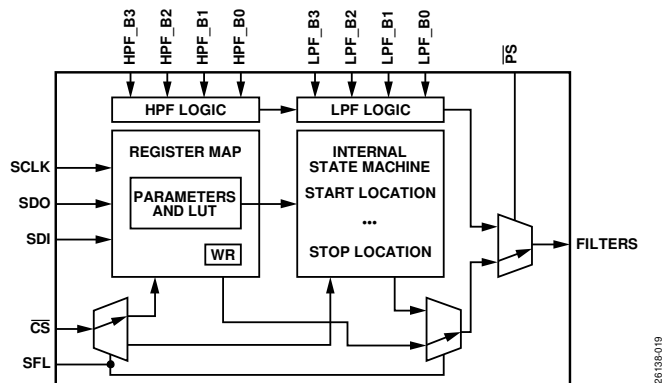 HPF_B3
HPF_B2
HPF_B1
HPF_B0
LPF_B3
LPF_B2
LPF_B1
LPF_B0
PS
HPF LOGIC
LPF LOGIC
REGISTER MAP
INTERNAL
STATE MACHINE
SCLK
PARAMETERS
AND LUT
START LOCATION
SDO
...
SDI
WR
STOP LOCATION
FILTERS
CS
SFL
26138-019